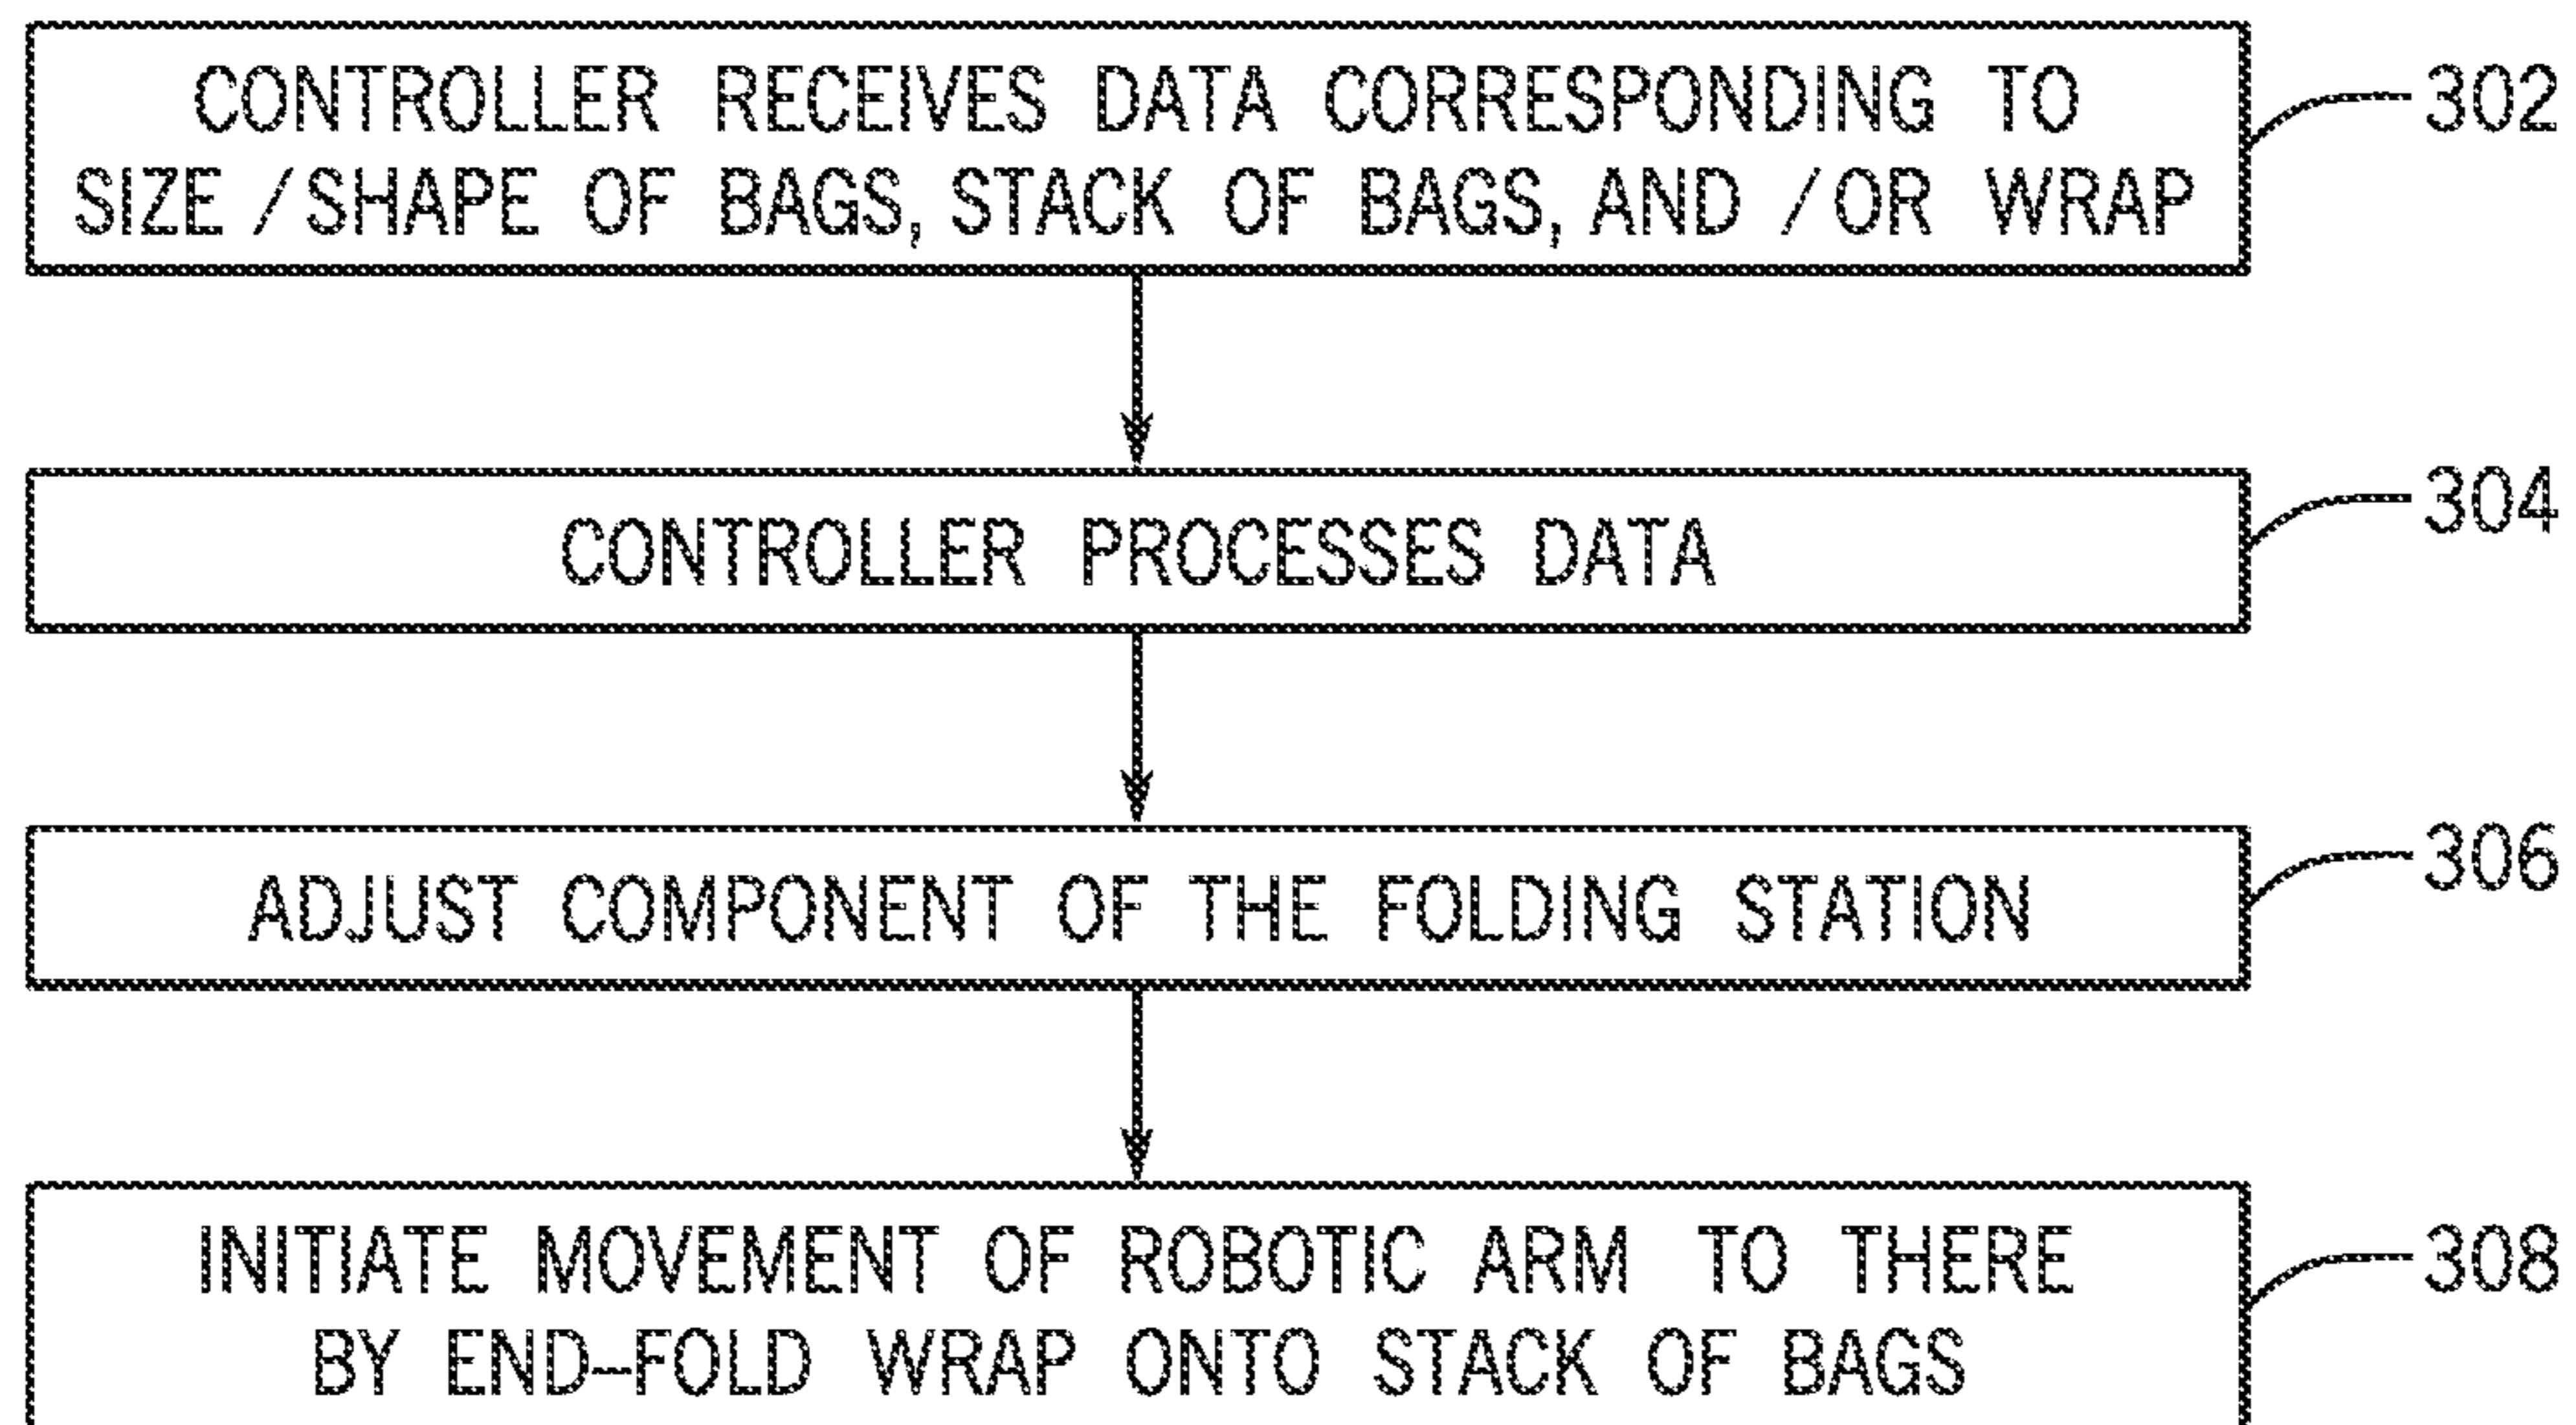 CONTROLLER RECEIVES DATA CORRESPONDING TO
SIZE / SHAPE OF BAGS, STACK OF BAGS, AND / OR WRAP
302
CONTROLLER PROCESSES DATA
304
ADJUST COMPONENT OF THE FOLDING STATION
306
INITIATE MOVEMENT OF ROBOTIC ARM TO THERE
BY END-FOLD WRAP ONTO STACK OF BAGS
308